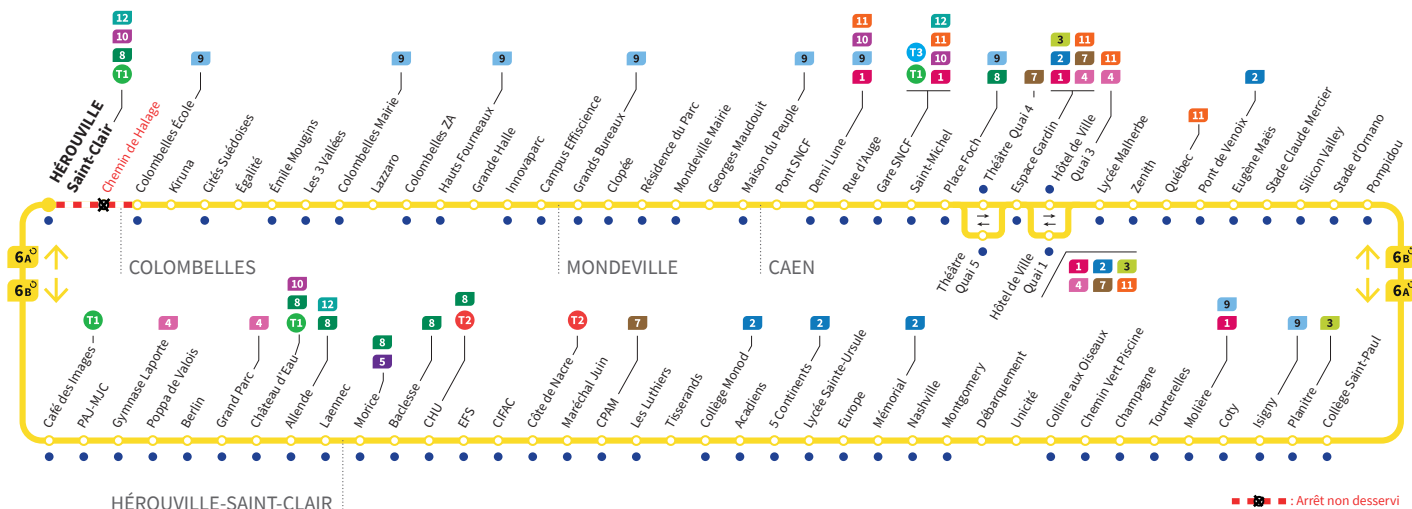 12
10
8
T1
HÉROUVILLE
Saint-Clair
Chemin de Halage
9
Colombelles École
Kiruna
Cités Suédoises
Égalité
Émile Mougins
Les 3 Vallées
9
Colombelles Mairie
Lazzaro
Colombelles ZA
9
Hauts Fourneaux
Grande Halle
Innovaparc
Campus Effiscience
9
Grands Bureaux
Clopée
Résidence du Parc
Mondeville Mairie
Georges Maudouit
9
Maison du Peuple
Pont SNCF
11
10
9
1
Demi Lune
Rue d'Auge
Gare SNCF
12
T3 11
10
T1 1
Saint-Michel
9
8
Place Foch
7
Théâtre Quai 4
Espace Gardin
3 11
2 7
1 4
Hôtel de Ville
Quai 3
11
4
Lycée Malherbe
Zenith
Québec
11
Pont de Venoix
2
Eugène Maës
Stade Claude Mercier
Silicon Valley
Stade d'Ornano
Pompidou
6A
6B
COLOMBELLES
MONDEVILLE
CAEN
Théâtre
Quai 5
Hôtel de Ville
Quai 1
1 2 3
4 7 11
6B
6A
T1
Café des Images
PAJ-MJC
4
Gymnase Laporte
Poppa de Valois
Berlin
4
Grand Parc
10
8
T1
Château d'Eau
12
8
Allende
Laennec
8
5
Morice
Baclesse
8
CHU
8
T2
EFS
CIFAC
T2
Côte de Nacre
Maréchal Juin
7
CPAM
Les Luthiers
Tisserands
2
Collège Monod
Acadiens
2
5 Continents
Lycée Sainte-Ursule
Europe
2
Mémorial
Nashville
Montgomery
Débarquement
Unicité
Colline aux Oiseaux
Chemin Vert Piscine
Champagne
Tourtelles
9
1
Molière
Coty
9
Isigny
3
Planitre
Collège Saint-Paul
HÉROUVILLE-SAINT-CLAIR
: Arrêt non desservi